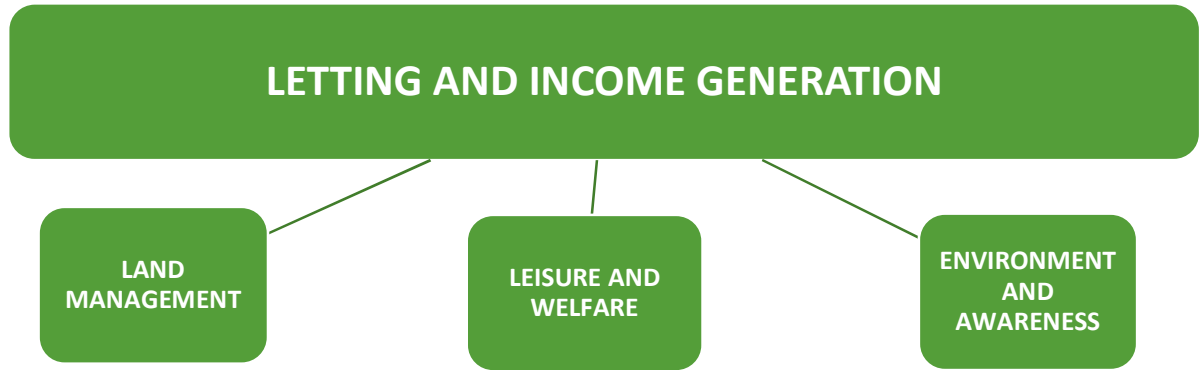 LETTING AND INCOME GENERATION
LAND
MANAGEMENT
LEISURE AND
WELFARE
ENVIRONMENT
AND
AWARENESS